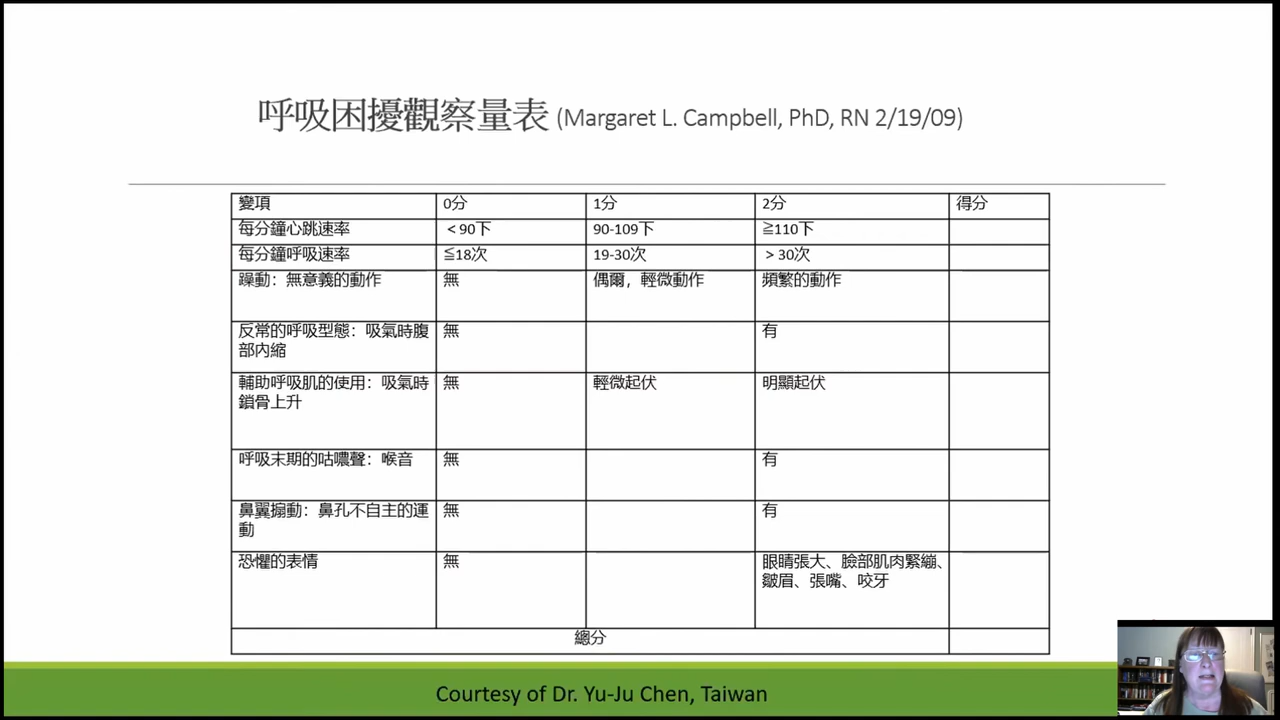 呼吸困擾觀察量表 (Margaret L. Campbell, PhD, RN 2/19/09)
變項 0分 1分 2分 得分
每分鐘心跳速率 ＜90下 90-109下 ≧110下
每分鐘呼吸速率 ≦18次 19-30次 ＞30次
躁動：無意義的動作 無 偶爾，輕微動作 頻繁的動作
反常的呼吸型態：吸氣時腹
部內縮 無 有
輔助呼吸肌的使用：吸氣時
鎖骨上升 無 輕微起伏 明顯起伏
呼吸末期的咕噥聲：喉音 無 有
鼻翼搧動：鼻孔不自主的運
動 無 有
恐懼的表情 無 眼睛張大、臉部肌肉緊繃、
皺眉、張嘴、咬牙
總分
Courtesy of Dr. Yu-Ju Chen, Taiwan